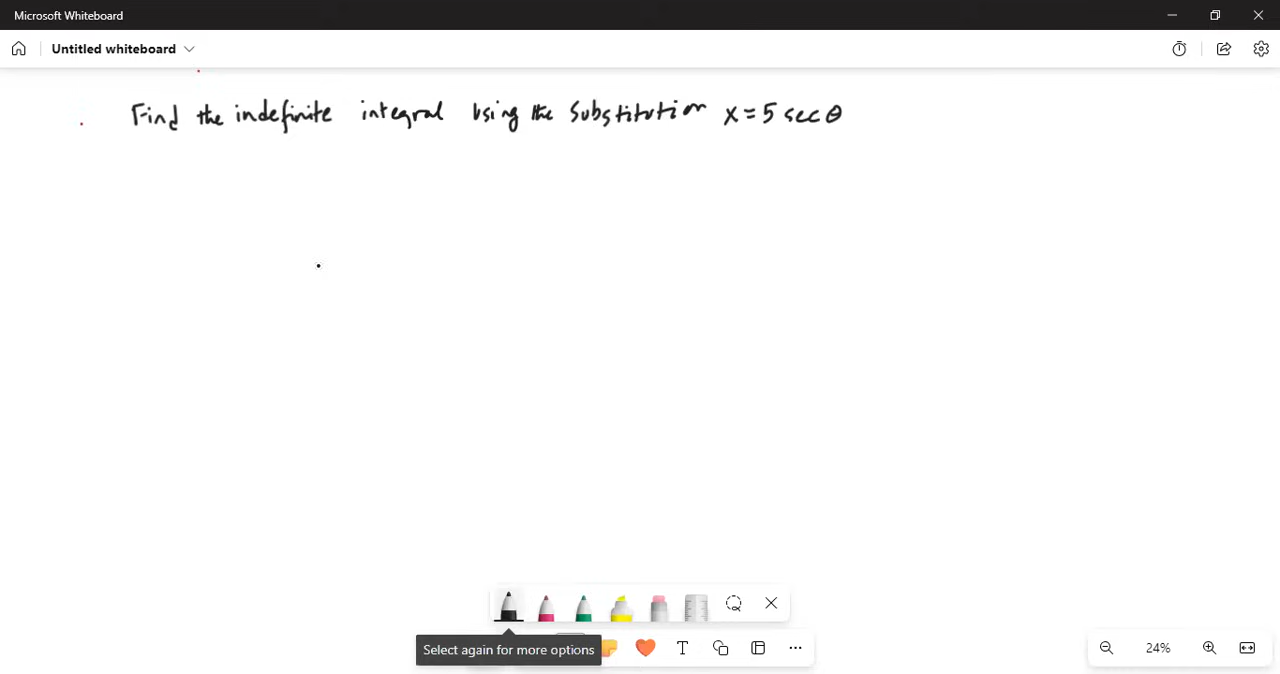 Microsoft Whiteboard
Untitled whiteboard
Find the indefinite integral using the substitution x = 5 sec θ
Select again for more options
24%